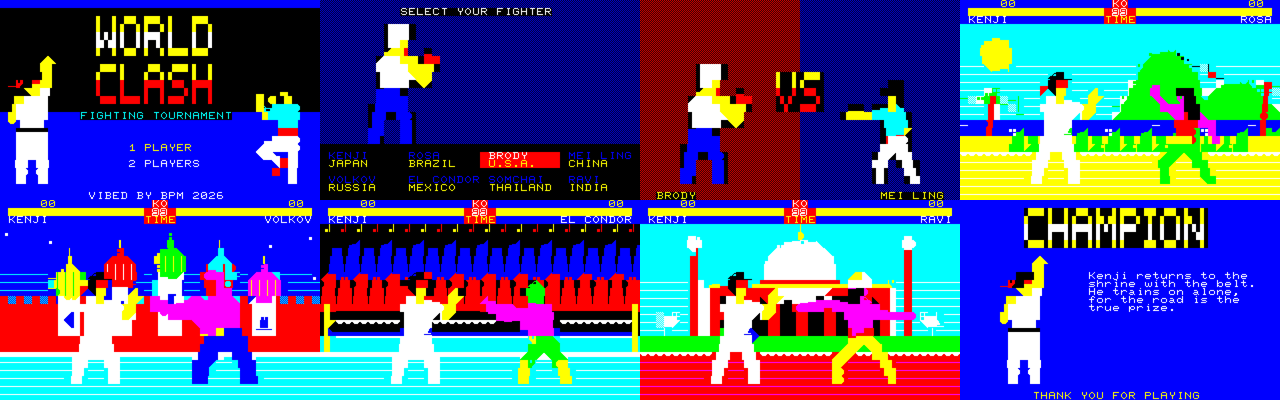 WORLD
CLASH
FIGHTING TOURNAMENT
1 PLAYER
2 PLAYERS
VIBED BY BPM 2026
SELECT YOUR FIGHTER
KENJI ROSA BRODY MEI LING
JAPAN BRAZIL U.S.A. CHINA
VOLKOV EL CONDOR SOMCHAI RAVI
RUSSIA MEXICO THAILAND INDIA
VS
BRODY MEI LING
00 KO 00
99
KENJI TIME ROSA
00 KO 00
99
KENJI TIME VOLKOV
00 KO 00
99
KENJI TIME EL CONDOR
00 KO 00
99
KENJI TIME RAVI
CHAMPION
Kenji returns to the
shrine with the belt.
He trains on alone,
for the road is the
true prize.
THANK YOU FOR PLAYING